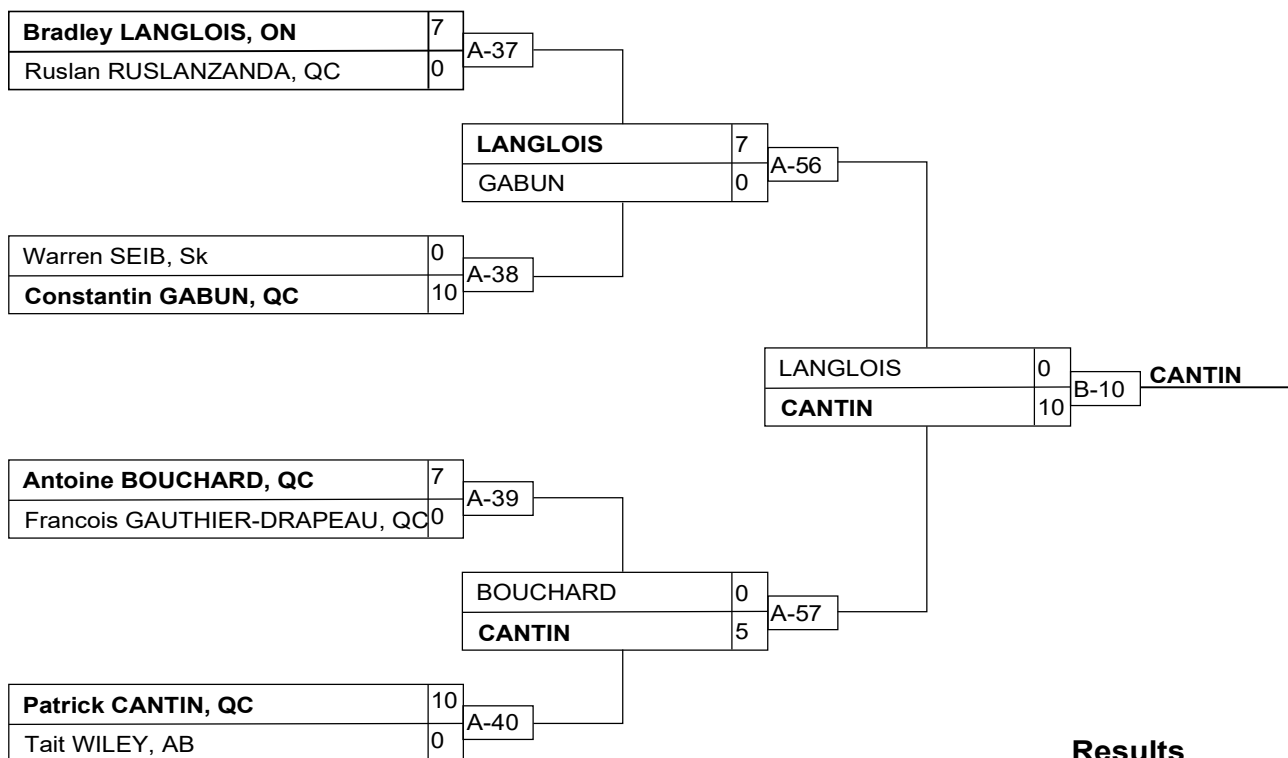 Bradley LANGLOIS, ON 7
Ruslan RUSLANZANDA, QC 0
A-37
LANGLOIS 7
GABUN 0
A-56
Warren SEIB, Sk 0
Constantin GABUN, QC 10
A-38
LANGLOIS 0
CANTIN 10
B-10
CANTIN
Antoine BOUCHARD, QC 7
Francois GAUTHIER-DRAPEAU, QC 0
A-39
BOUCHARD 0
CANTIN 5
A-57
Patrick CANTIN, QC 10
Tait WILEY, AB 0
A-40
Results